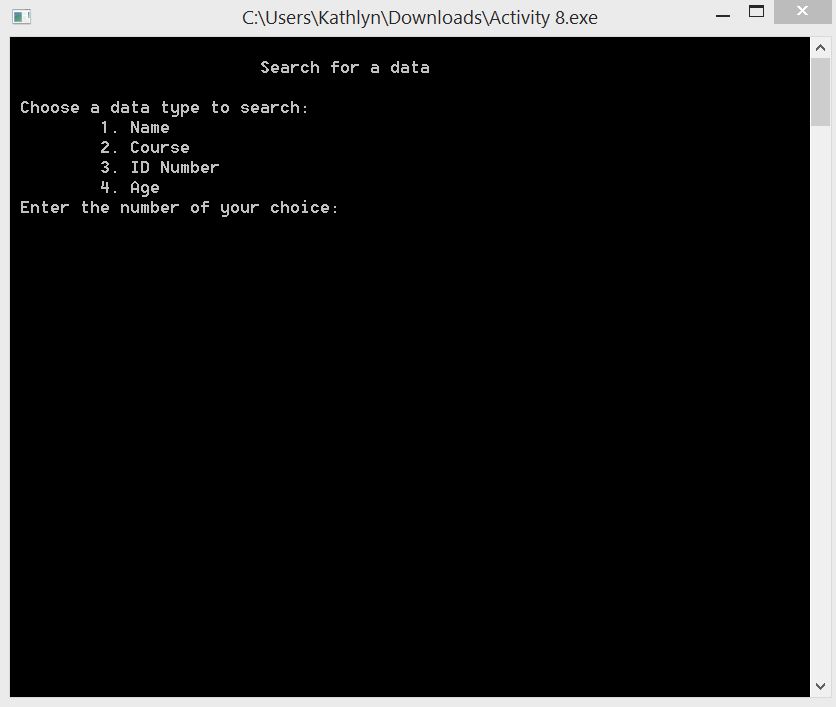 C:\Users\Kathlyn\Downloads\Activity 8.exe
Search for a data
Choose a data type to search:
1. Name
2. Course
3. ID Number
4. Age
Enter the number of your choice: